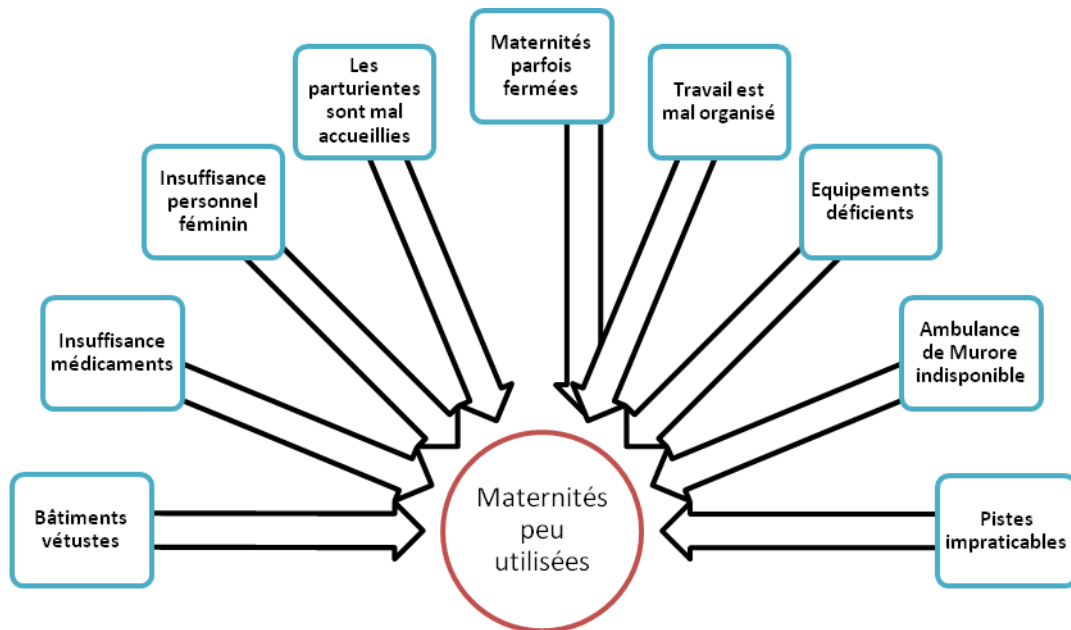 Maternités
parfois
fermées
Les
parturientes
sont mal
accueillies
Travail est
mal organisé
Insuffisance
personnel
féminin
Equipements
déficients
Insuffisance
médicaments
Ambulance
de Murore
indisponible
Bâtiments
vétustes
Maternités
peu
utilisées
Pistes
impraticables